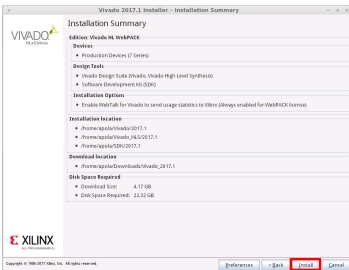 Vivado 2017.1 Installer - Installation Summary
VIVADO
HLx Editions
Installation Summary
Edition: Vivado HL WebPACK
Devices
Production Devices (7 Series)
Design Tools
Vivado Design Suite (Vivado, Vivado High Level Synthesis)
Software Development Kit (SDK)
Installation Options
Enable WebTalk for Vivado to send usage statistics to Xilinx (Always enabled for WebPACK license)
Installation location
/home/apola/Vivado/2017.1
/home/apola/Vivado_HLS/2017.1
/home/apola/SDK/2017.1
Download location
/home/apola/Downloads/Vivado_2017.1
Disk Space Required
Download Size: 4.17 GB
Disk Space Required: 22.32 GB
XILINX
ALL PROGRAMMABLE.
Copyright © 1986-2017 Xilinx, Inc. All rights reserved.
Preferences < Back Install Cancel